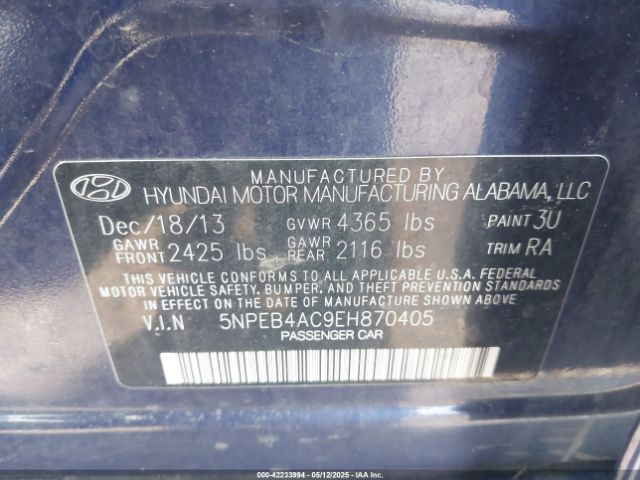 MANUFACTURED BY
HYUNDAI MOTOR MANUFACTURING ALABAMA, LLC
Dec/18/13 GVWR 4365 lbs PAINT 3U
GAWR FRONT 2425 lbs GAWR REAR 2116 lbs TRIM RA
THIS VEHICLE CONFORMS TO ALL APPLICABLE U.S.A. FEDERAL
MOTOR VEHICLE SAFETY, BUMPER, AND THEFT PREVENTION STANDARDS
IN EFFECT ON THE DATE OF MANUFACTURE SHOWN ABOVE.
V.I.N 5NPEB4AC9EH870405
PASSENGER CAR
000-42233994 - 05/12/2025 - IAAI.COM